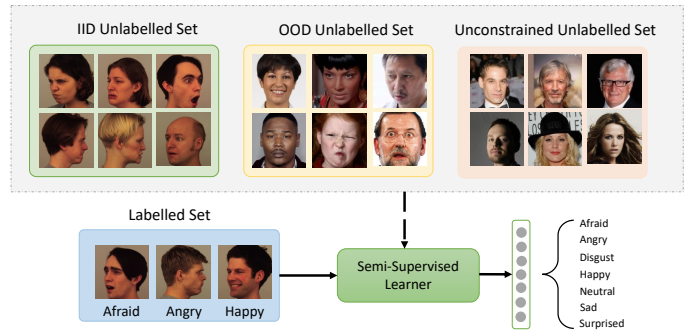 IID Unlabelled Set
OOD Unlabelled Set
Unconstrained Unlabelled Set
Labelled Set
Afraid
Angry
Happy
Semi-Supervised
Learner
Afraid
Angry
Disgust
Happy
Neutral
Sad
Surprised